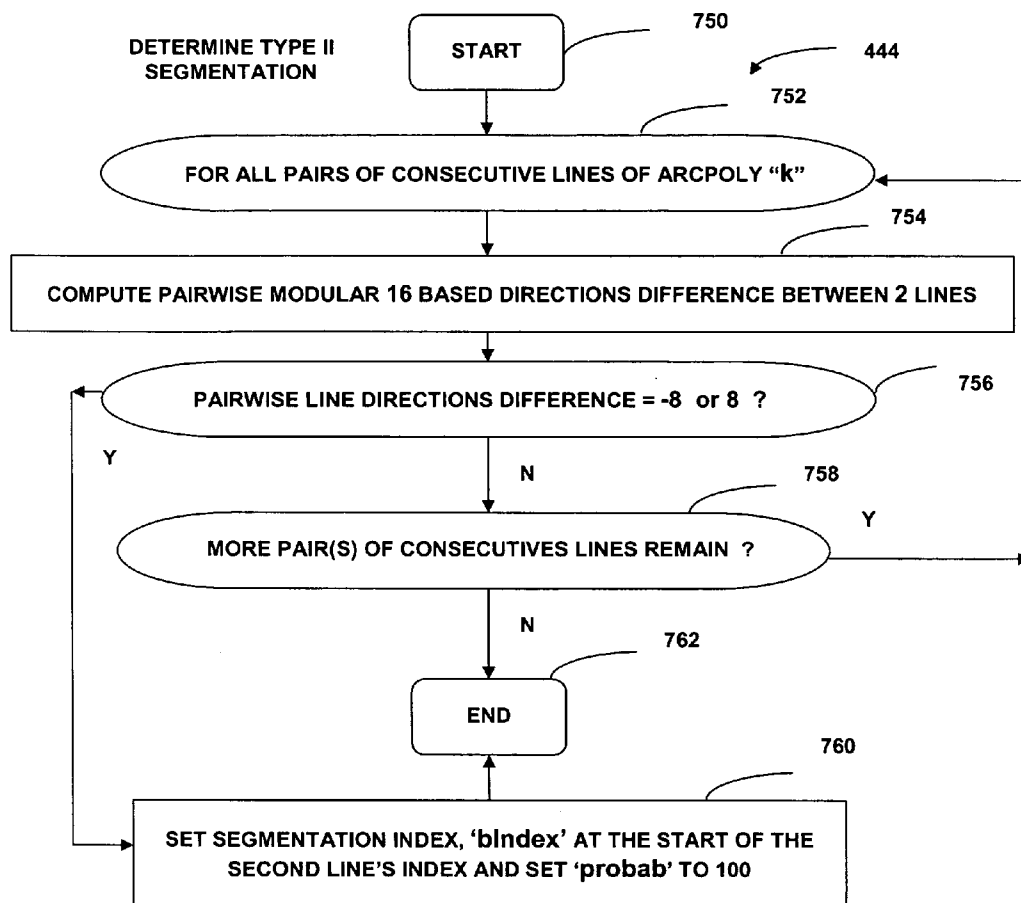 750
DETERMINE TYPE II
SEGMENTATION
START
444
752
FOR ALL PAIRS OF CONSECUTIVE LINES OF ARCPOLY “k”
754
COMPUTE PAIRWISE MODULAR 16 BASED DIRECTIONS DIFFERENCE BETWEEN 2 LINES
PAIRWISE LINE DIRECTIONS DIFFERENCE = -8 or 8 ?
756
Y
N
758
Y
MORE PAIR(S) OF CONSECUTIVES LINES REMAIN ?
N
762
END
760
SET SEGMENTATION INDEX, ‘bIndex’ AT THE START OF THE
SECOND LINE’S INDEX AND SET ‘probab’ TO 100